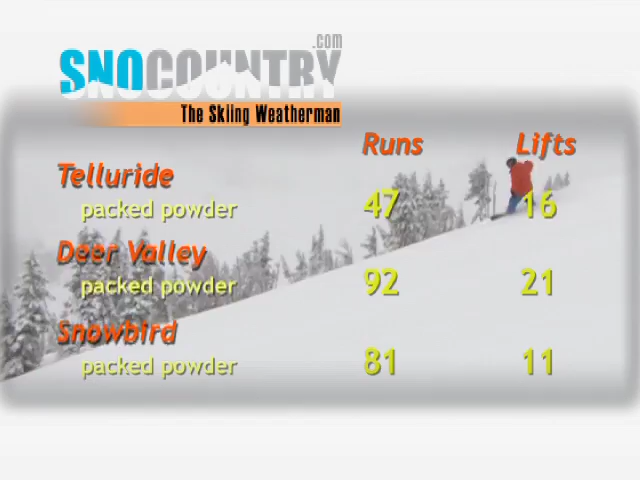 .com
SNOCOUNTRY
The Skiing Weatherman
Runs Lifts
Telluride
packed powder 47 16
Deer Valley
packed powder 92 21
Snowbird
packed powder 81 11